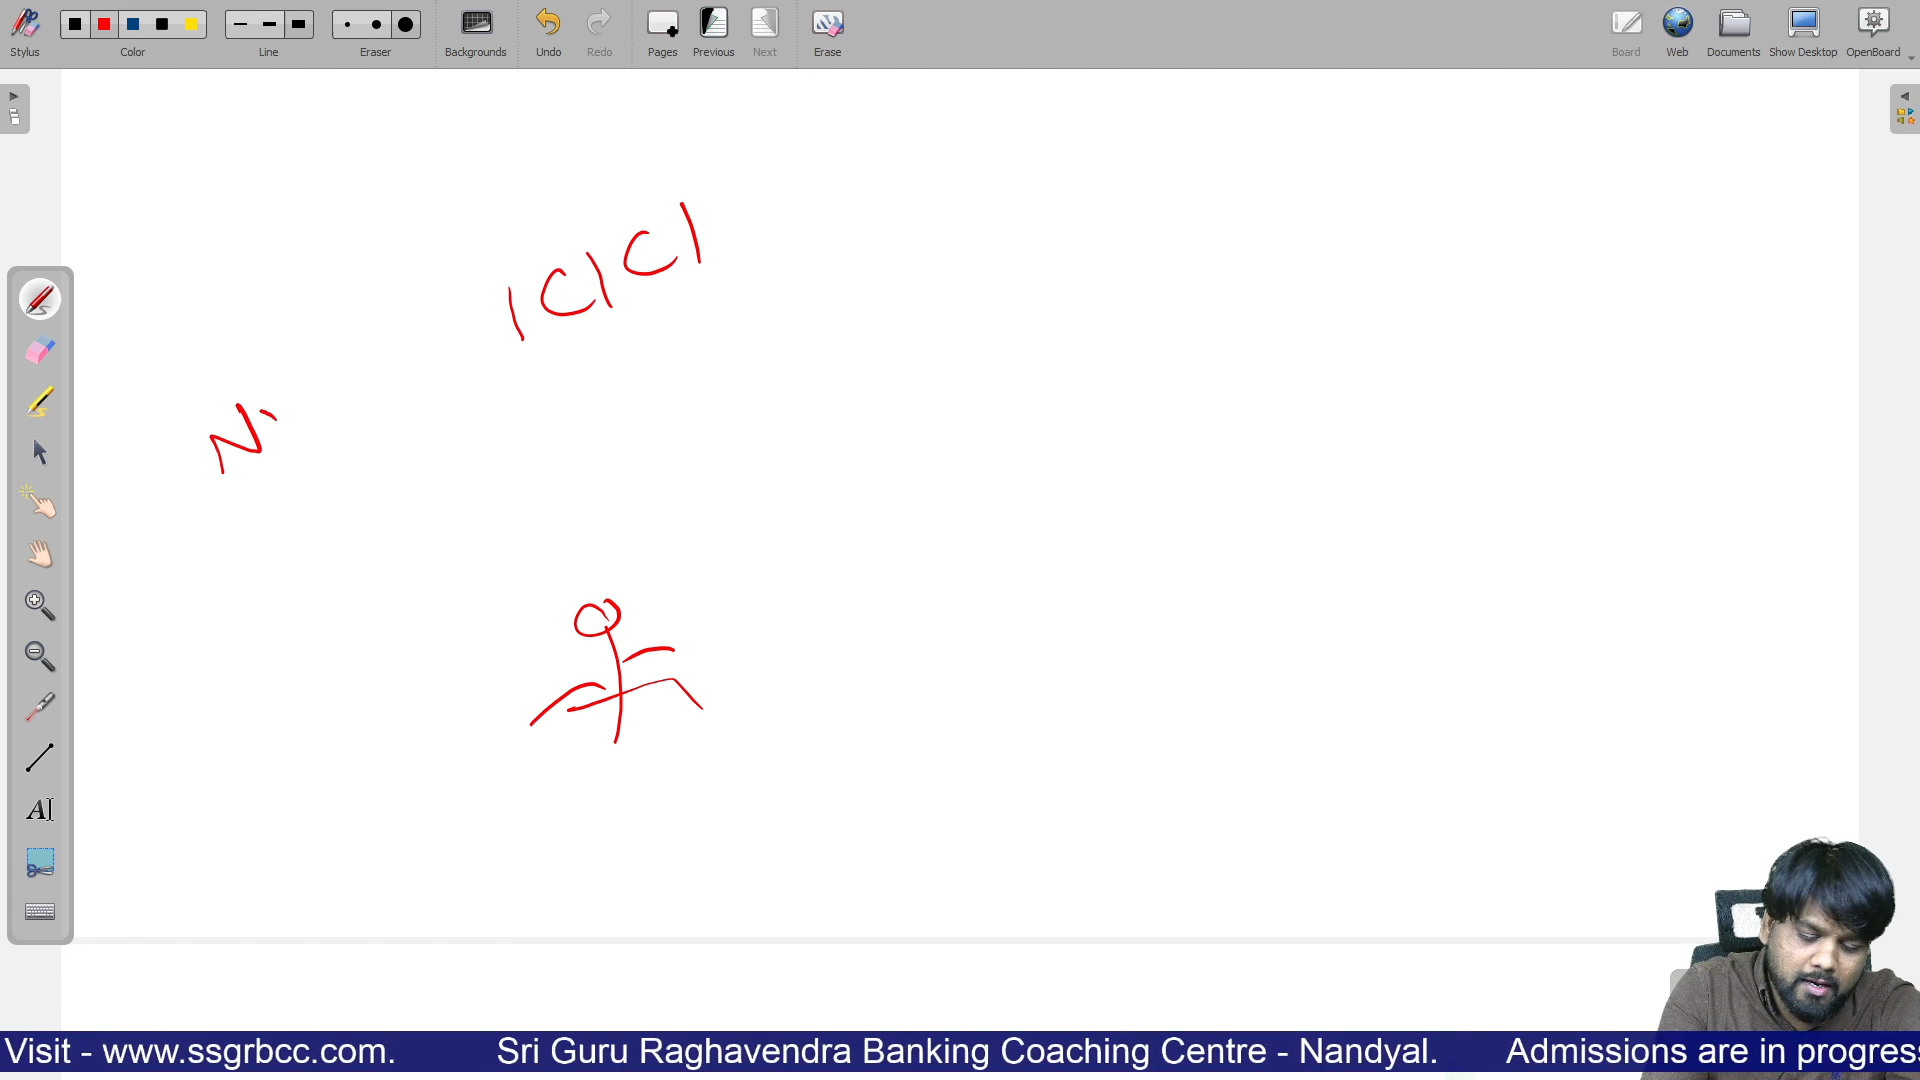 Stylus Color Line Eraser Backgrounds Undo Redo Pages Previous Next Erase Board Web Documents Show Desktop OpenBoard
ICICI
N
Visit - www.ssgrbcc.com. Sri Guru Raghavendra Banking Coaching Centre - Nandyal. Admissions are in progress